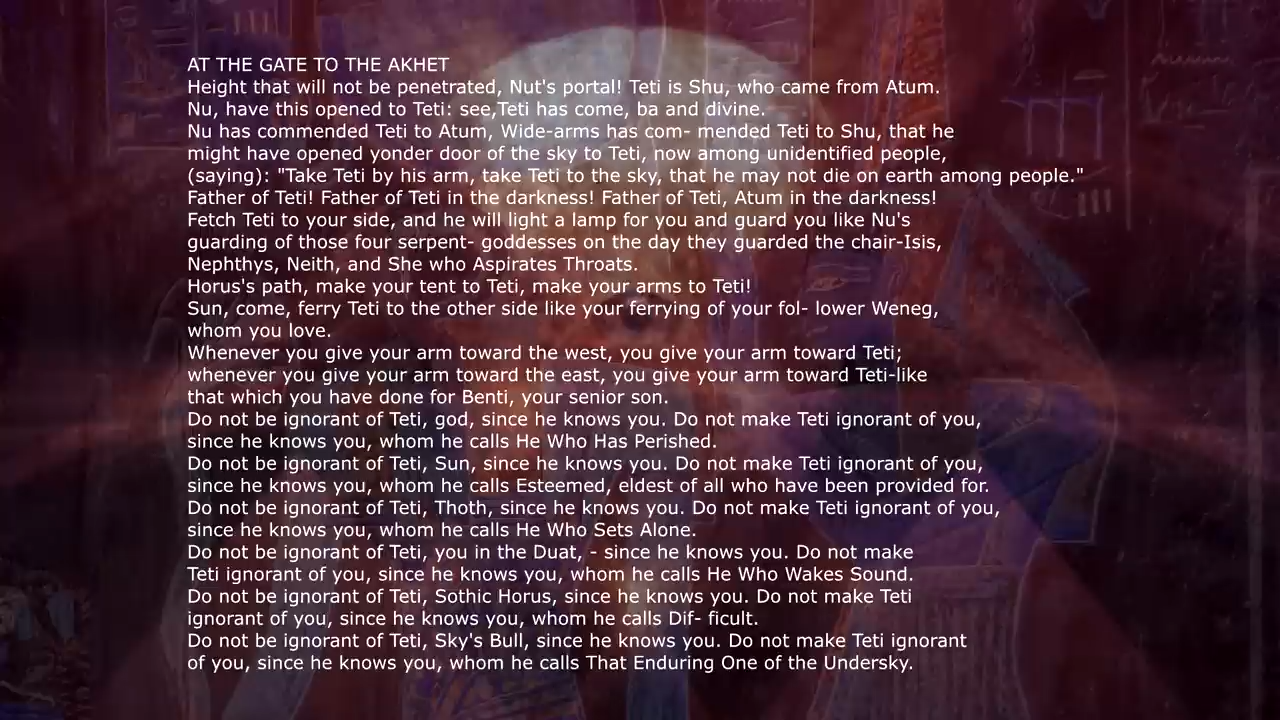 AT THE GATE TO THE AKHET
Height that will not be penetrated, Nut's portal! Teti is Shu, who came from Atum.
Nu, have this opened to Teti: see,Teti has come, ba and divine.
Nu has commended Teti to Atum, Wide-arms has com- mended Teti to Shu, that he
might have opened yonder door of the sky to Teti, now among unidentified people,
(saying): "Take Teti by his arm, take Teti to the sky, that he may not die on earth among people."
Father of Teti! Father of Teti in the darkness! Father of Teti, Atum in the darkness!
Fetch Teti to your side, and he will light a lamp for you and guard you like Nu's
guarding of those four serpent- goddesses on the day they guarded the chair-Isis,
Nephthys, Neith, and She who Aspirates Throats.
Horus's path, make your tent to Teti, make your arms to Teti!
Sun, come, ferry Teti to the other side like your ferrying of your fol- lower Weneg,
whom you love.
Whenever you give your arm toward the west, you give your arm toward Teti;
whenever you give your arm toward the east, you give your arm toward Teti-like
that which you have done for Benti, your senior son.
Do not be ignorant of Teti, god, since he knows you. Do not make Teti ignorant of you,
since he knows you, whom he calls He Who Has Perished.
Do not be ignorant of Teti, Sun, since he knows you. Do not make Teti ignorant of you,
since he knows you, whom he calls Esteemed, eldest of all who have been provided for.
Do not be ignorant of Teti, Thoth, since he knows you. Do not make Teti ignorant of you,
since he knows you, whom he calls He Who Sets Alone.
Do not be ignorant of Teti, you in the Duat, - since he knows you. Do not make
Teti ignorant of you, since he knows you, whom he calls He Who Wakes Sound.
Do not be ignorant of Teti, Sothic Horus, since he knows you. Do not make Teti
ignorant of you, since he knows you, whom he calls Dif- ficult.
Do not be ignorant of Teti, Sky's Bull, since he knows you. Do not make Teti ignorant
of you, since he knows you, whom he calls That Enduring One of the Undersky.